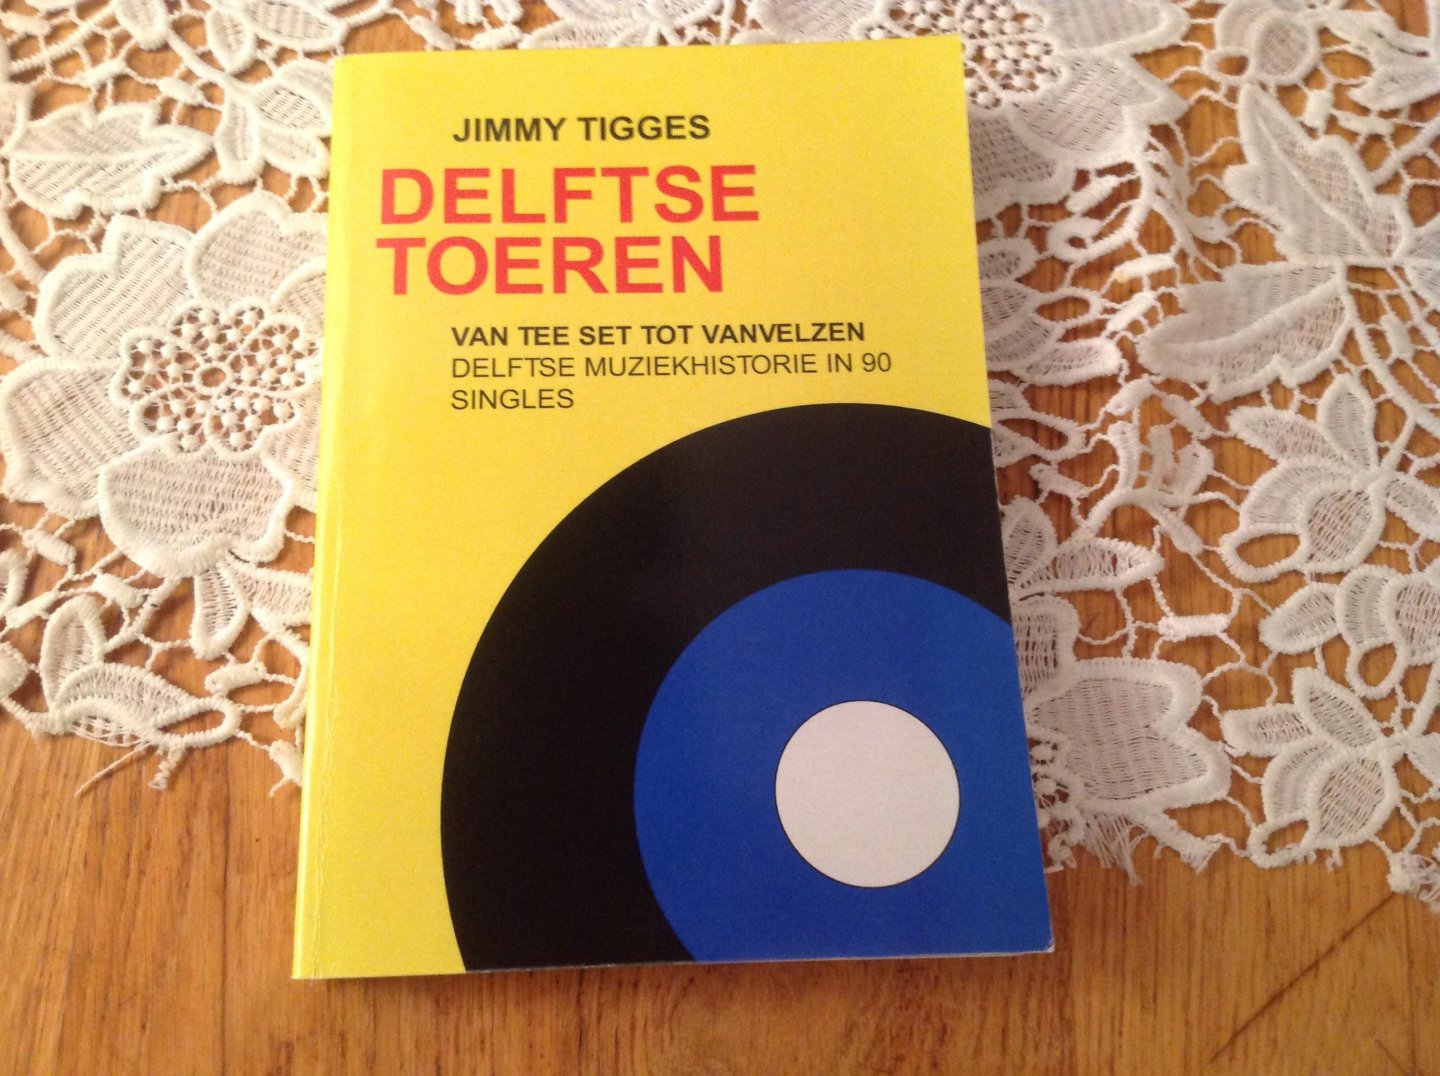 JIMMY TIGGES
DELFTSE
TOEREN
VAN TEE SET TOT VANVELZEN
DELFTSE MUZIEKHISTORIE IN 90
SINGLES